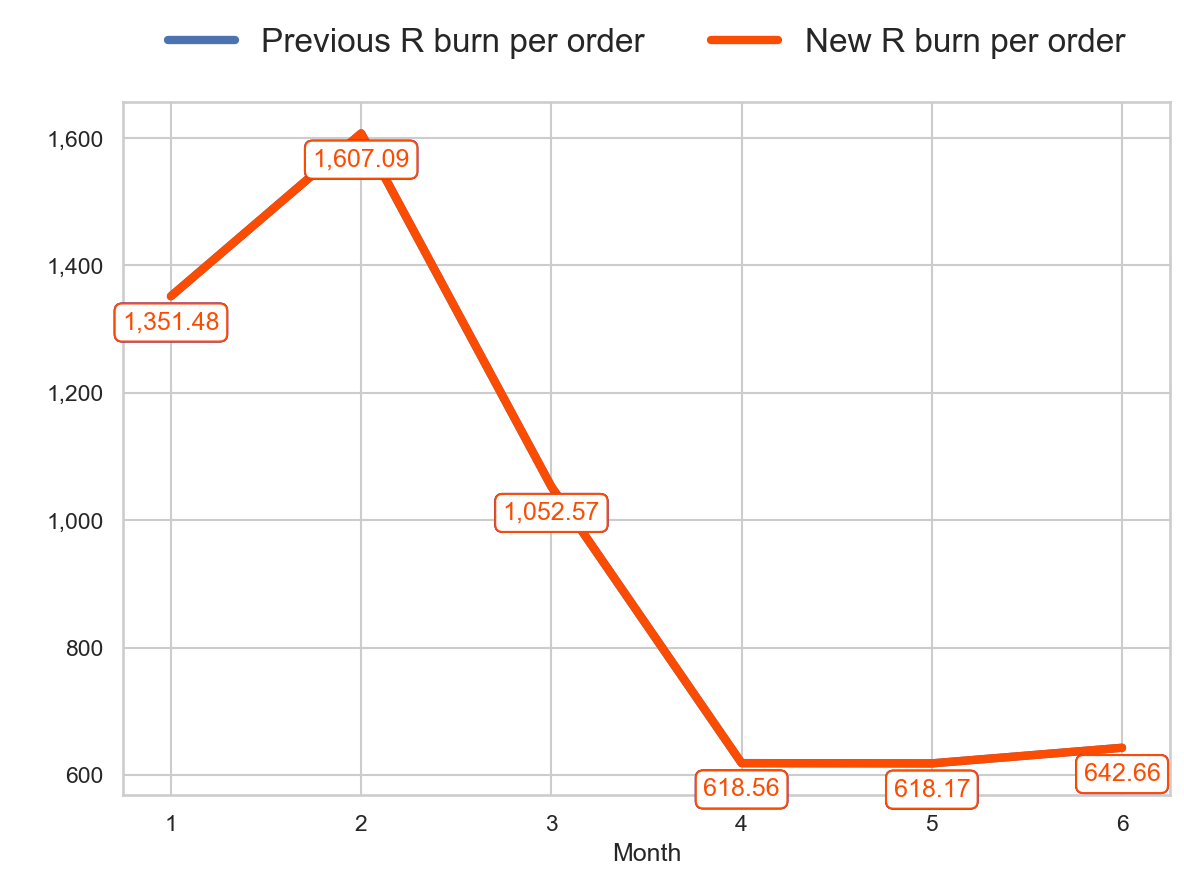 Previous R burn per order New R burn per order
1,600
1,607.09
1,400
1,351.48
1,200
1,000
1,052.57
800
600
618.56 618.17 642.66
1 2 3 4 5 6
Month